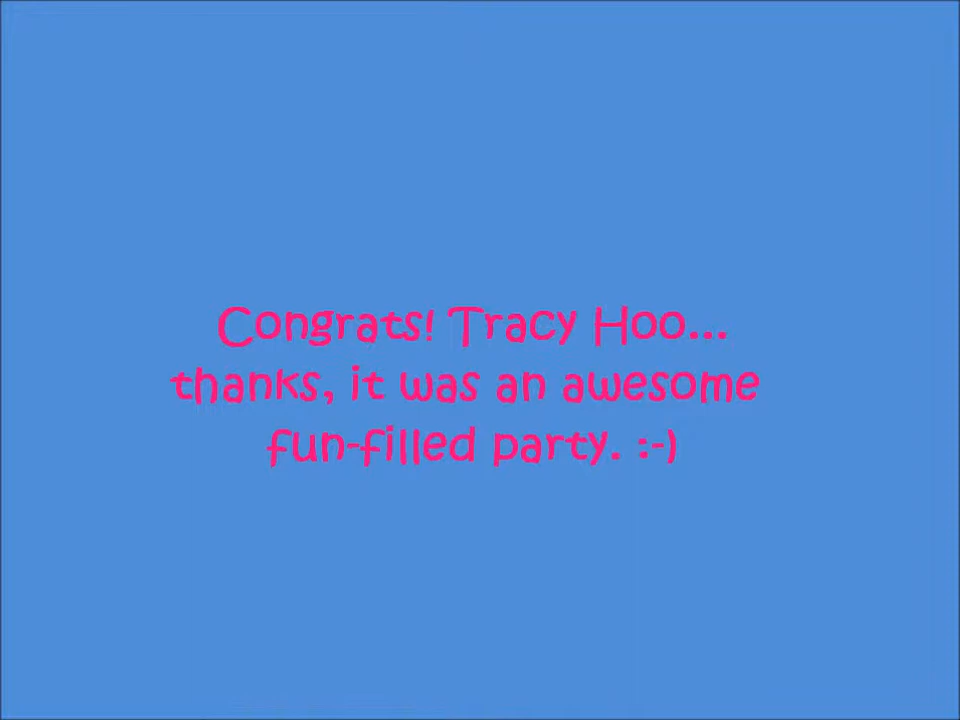 Congrats! Tracy Hoo...
thanks, it was an awesome
fun-filled party. :-)